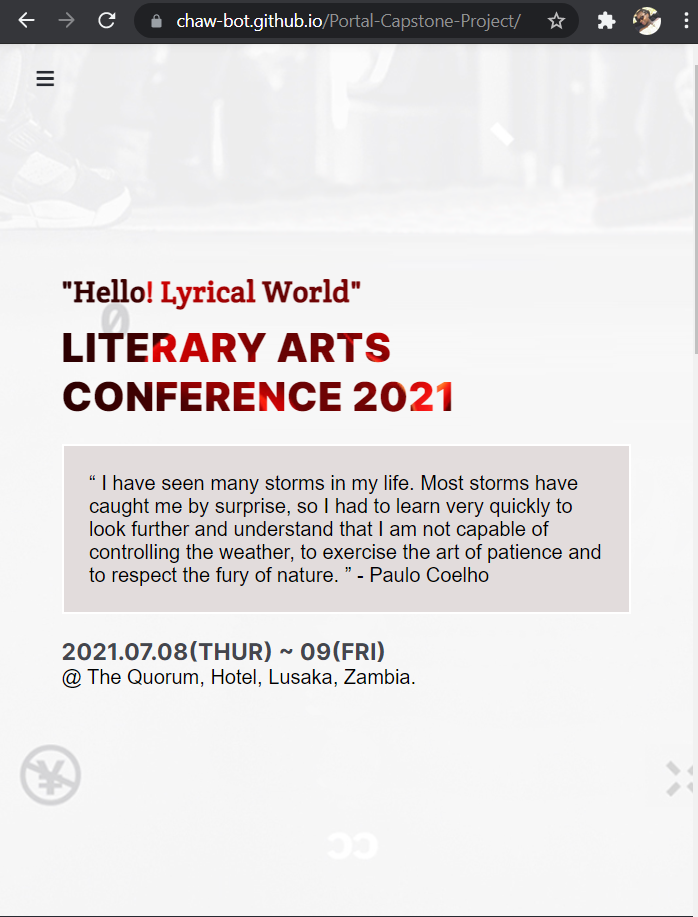 chaw-bot.github.io/Portal-Capstone-Project/
"Hello! Lyrical World"
LITERARY ARTS
CONFERENCE 2021
“ I have seen many storms in my life. Most storms have
caught me by surprise, so I had to learn very quickly to
look further and understand that I am not capable of
controlling the weather, to exercise the art of patience and
to respect the fury of nature. ” - Paulo Coelho
2021.07.08(THUR) ~ 09(FRI)
@ The Quorum, Hotel, Lusaka, Zambia.